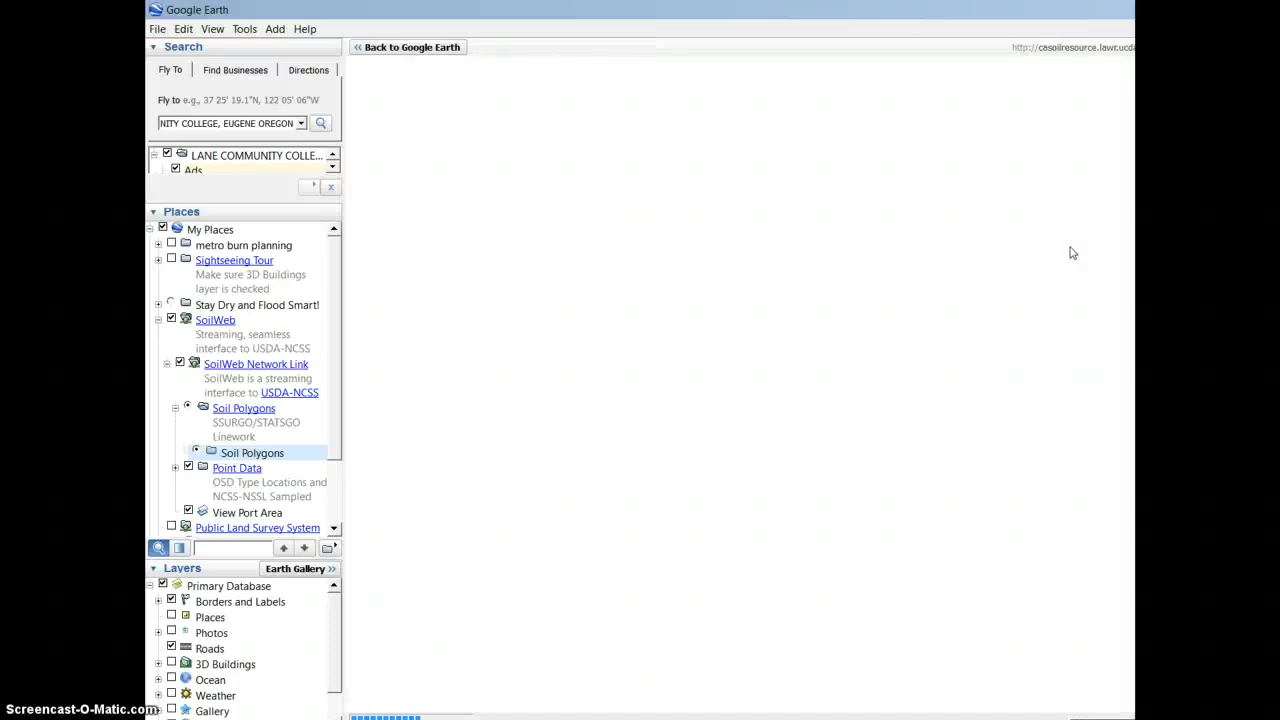 Google Earth
File Edit View Tools Add Help
Search
Back to Google Earth
http://casoilresource.lawr.ucda
Fly To Find Businesses Directions
Fly to e.g., 37 25' 19.1"N, 122 05' 06"W
NITY COLLEGE, EUGENE OREGON
LANE COMMUNITY COLLE...
Ads
Places
My Places
metro burn planning
Sightseeing Tour
Make sure 3D Buildings
layer is checked
Stay Dry and Flood Smart!
SoilWeb
Streaming, seamless
interface to USDA-NCSS
SoilWeb Network Link
SoilWeb is a streaming
interface to USDA-NCSS
Soil Polygons
SSURGO/STATSGO
Linework
Soil Polygons
Point Data
OSD Type Locations and
NCSS-NSSL Sampled
View Port Area
Public Land Survey System
Layers
Earth Gallery >>
Primary Database
Borders and Labels
Places
Photos
Roads
3D Buildings
Ocean
Weather
Gallery
Screencast-O-Matic.com